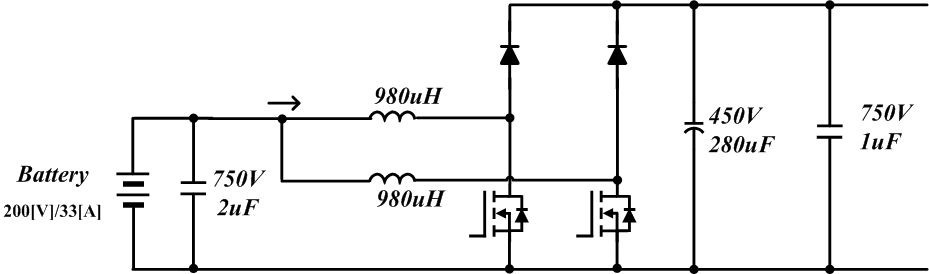 980uH
450V
280uF
750V
1uF
Battery
200[V]/33[A]
750V
2uF
980uH